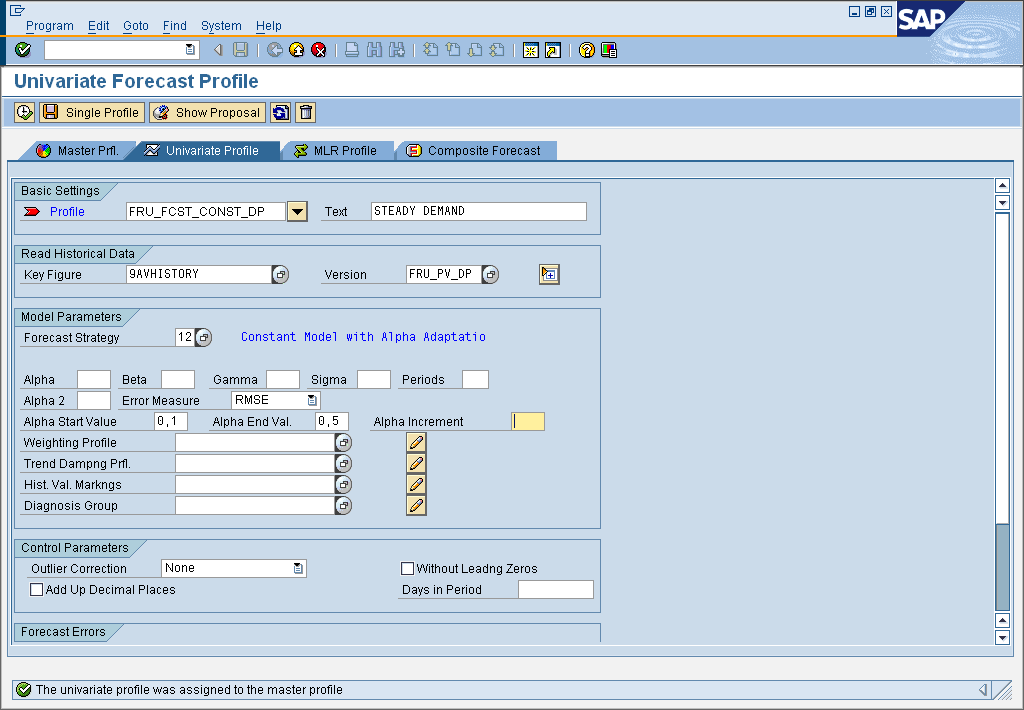 Program Edit Goto Find System Help
SAP
Univariate Forecast Profile
Single Profile Show Proposal
Master Prfl. Univariate Profile MLR Profile Composite Forecast
Basic Settings
Profile FRU_FCST_CONST_DP Text STEADY DEMAND
Read Historical Data
Key Figure 9AVHISTORY Version FRU_PV_DP
Model Parameters
Forecast Strategy 12 Constant Model with Alpha Adaptatio
Alpha Beta Gamma Sigma Periods
Alpha 2 Error Measure RMSE
Alpha Start Value 0,1 Alpha End Val. 0,5 Alpha Increment
Weighting Profile
Trend Dampng Prfl.
Hist. Val. Markngs
Diagnosis Group
Control Parameters
Outlier Correction None Without Leadng Zeros
Add Up Decimal Places Days in Period
Forecast Errors
The univariate profile was assigned to the master profile